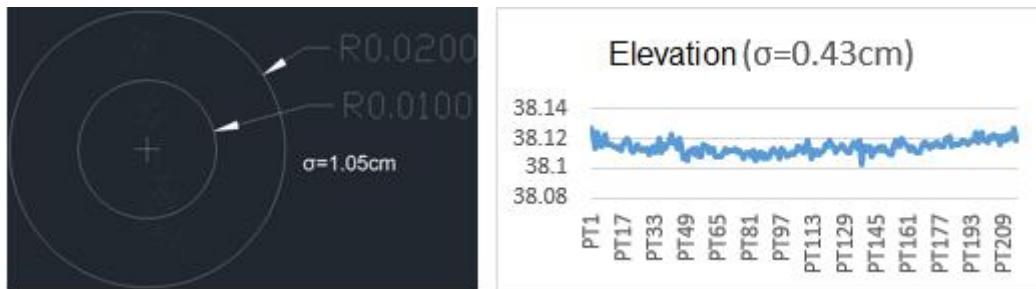 R0.0200
R0.0100
σ=1.05cm
Elevation (σ=0.43cm)
38.14
38.12
38.1
38.08
PT1
PT17
PT33
PT49
PT65
PT81
PT97
PT113
PT129
PT145
PT161
PT177
PT193
PT209